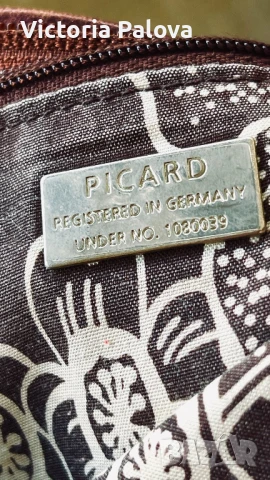 Victoria Palova
PICARD
REGISTERED IN GERMANY
UNDER NO. 1080039